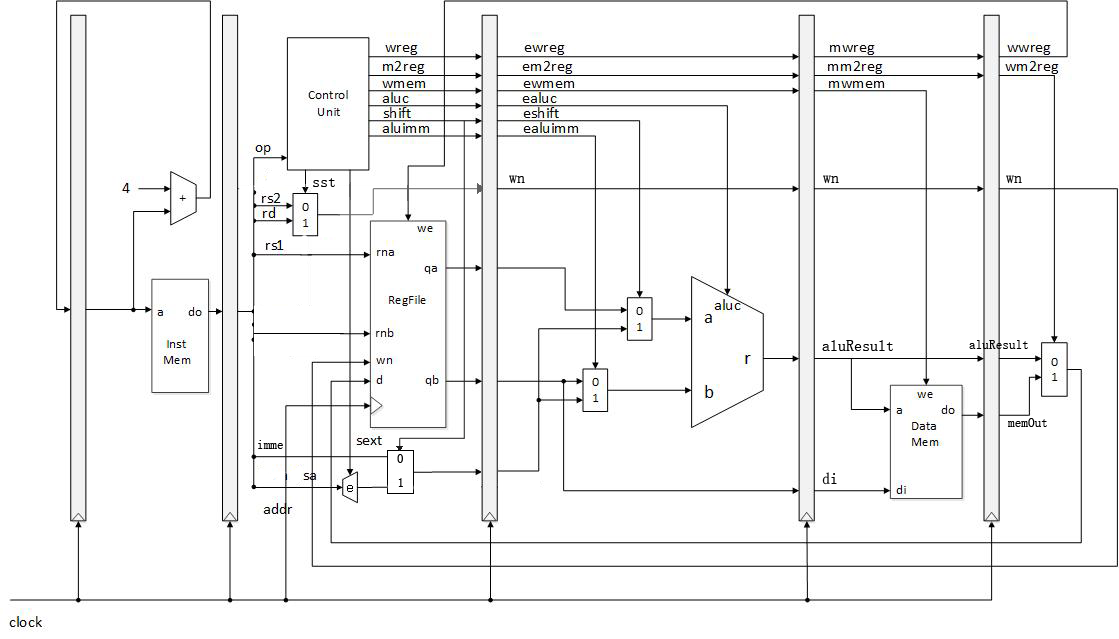 wreg
m2reg
wmem
aluc
shift
aluimm
ewreg
em2reg
ewmem
ealuc
eshift
ealuimm
mwreg
mm2reg
mwmem
wwreg
wm2reg
Control
Unit
op
sst
rs2
rd
0
1
rs1
4
+
wn
wn
wn
we
rna
qa
RegFile
rnb
wn
d
qb
a
do
Inst
Mem
0
1
0
1
aluc
a
r
b
aluResult
aluResult
0
1
we
a
do
Data
Mem
di
memOut
di
sext
imme
sa
e
0
1
addr
clock